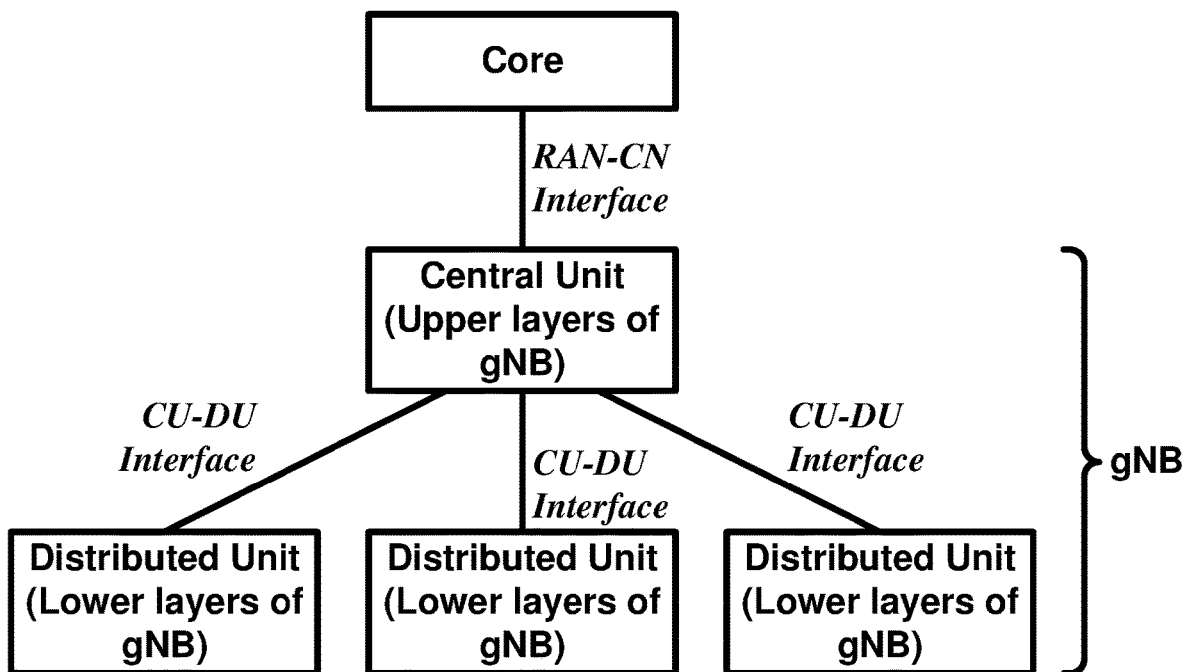 Core
RAN-CN
Interface
Central Unit
(Upper layers of
gNB)
CU-DU
Interface
CU-DU
Interface
CU-DU
Interface
gNB
Distributed Unit
(Lower layers of
gNB)
Distributed Unit
(Lower layers of
gNB)
Distributed Unit
(Lower layers of
gNB)